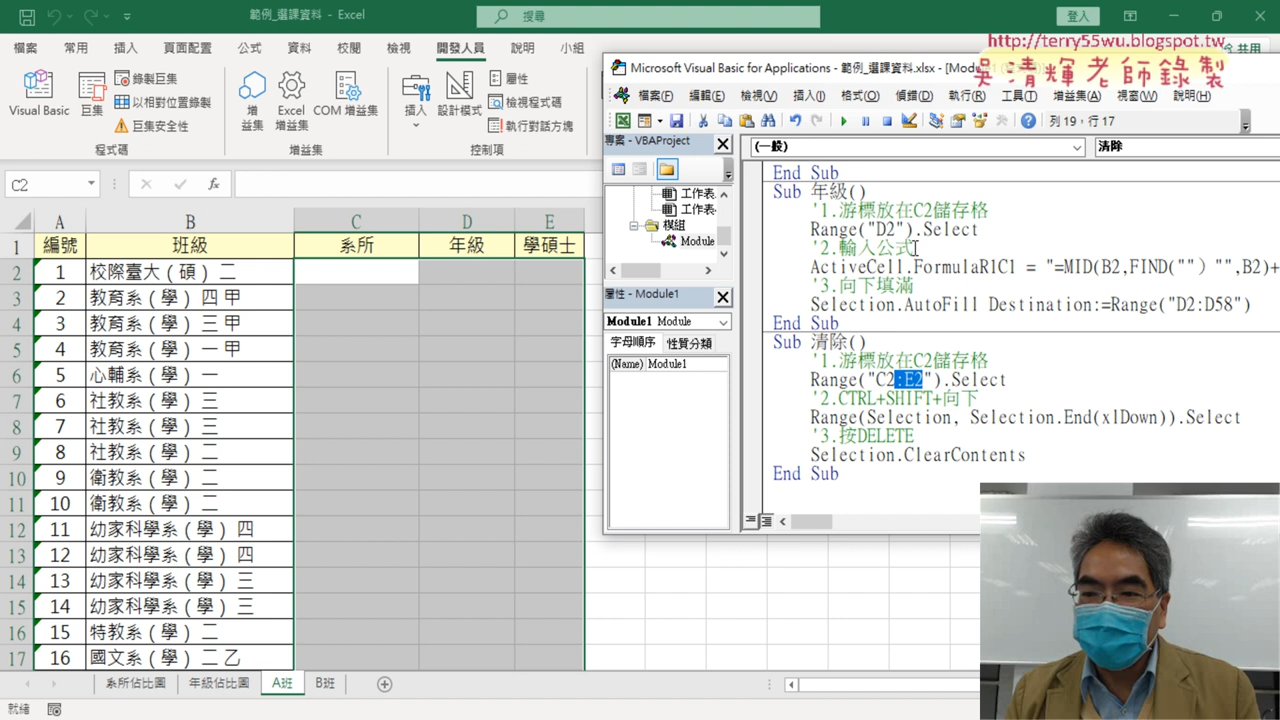 範例_選課資料 - Excel
搜尋
登入
檔案 常用 插入 頁面配置 公式 資料 校閱 檢視 開發人員 說明 小組
共用
http://terry55wu.blogspot.tw
吳清輝老師錄製
Visual Basic 巨集 錄製巨集 以相對位置錄製 巨集安全性
程式碼
增益集 Excel 增益集 COM 增益集
增益集
插入 設計模式 屬性 檢視程式碼 執行對話方塊
控制項
C2 fx
A B C D E
1 編號 班級 系所 年級 學碩士
2 1 校際臺大（碩）二
3 2 教育系（學）四 甲
4 3 教育系（學）三 甲
5 4 教育系（學）一 甲
6 5 心輔系（學）一
7 6 社教系（學）三
8 7 社教系（學）三
9 8 社教系（學）二
10 9 衛教系（學）二
11 10 衛教系（學）二
12 11 幼家科學系（學）四
13 12 幼家科學系（學）四
14 13 幼家科學系（學）三
15 14 幼家科學系（學）三
16 15 特教系（學）二
17 16 國文系（學）二 乙
系所佔比圖 年級佔比圖 A班 B班
就緒
Microsoft Visual Basic for Applications - 範例_選課資料.xlsx - [Modu
檔案(F) 編輯(E) 檢視(V) 插入(I) 格式(O) 偵錯(D) 執行(R) 工具(T) 增益集(A) 視窗(W) 說明(H)
列 19，行 17
專案 - VBAProject
工作表
工作表
模組
Module
屬性 - Module1
Module1 Module
字母順序 性質分類
(Name) Module1
(一般) 清除
End Sub
Sub 年級()
'1.游標放在C2儲存格
Range("D2").Select
'2.輸入公式
ActiveCell.FormulaR1C1 = "=MID(B2,FIND("")"",B2)+
'3.向下填滿
Selection.AutoFill Destination:=Range("D2:D58")
End Sub
Sub 清除()
'1.游標放在C2儲存格
Range("C2:E2").Select
'2.CTRL+SHIFT+向下
Range(Selection, Selection.End(xlDown)).Select
'3.按DELETE
Selection.ClearContents
End Sub